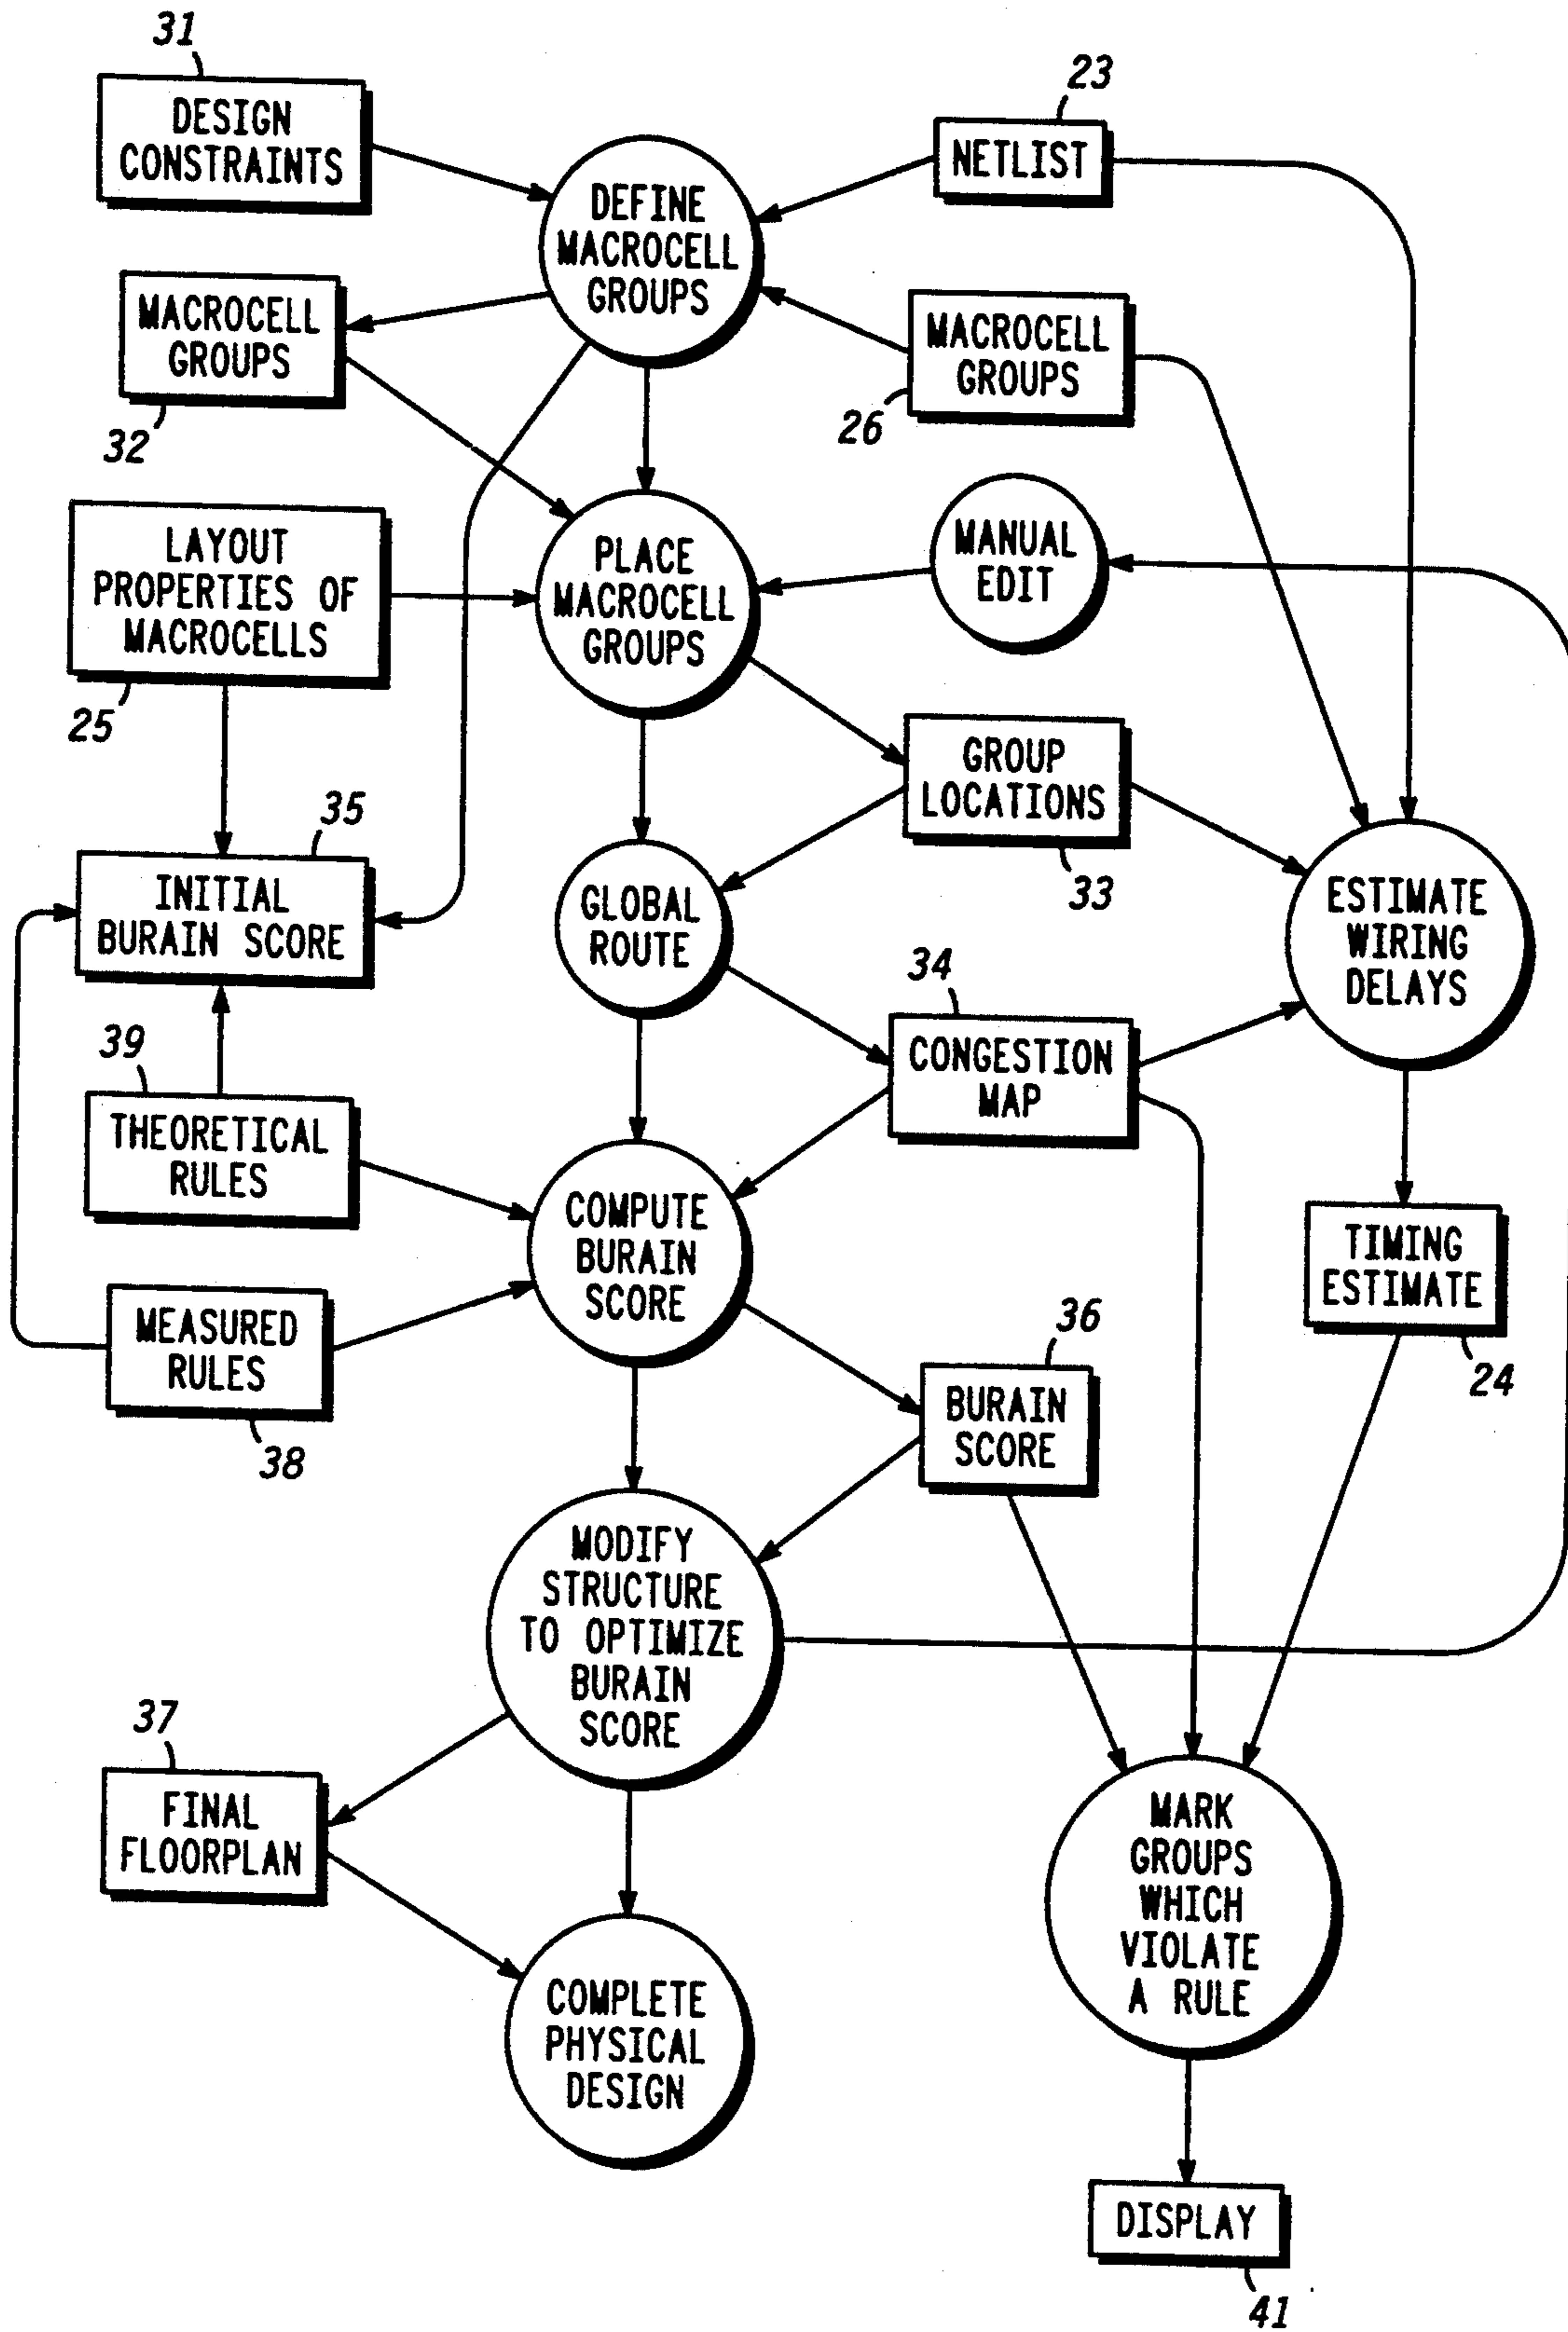 31
DESIGN
CONSTRAINTS
23
NETLIST
DEFINE
MACROCELL
GROUPS
MACROCELL
GROUPS
32
MACROCELL
GROUPS
26
LAYOUT
PROPERTIES OF
MACROCELLS
25
PLACE
MACROCELL
GROUPS
MANUAL
EDIT
GROUP
LOCATIONS
33
35
INITIAL
BURAIN SCORE
GLOBAL
ROUTE
ESTIMATE
WIRING
DELAYS
34
CONGESTION
MAP
39
THEORETICAL
RULES
COMPUTE
BURAIN
SCORE
TIMING
ESTIMATE
24
MEASURED
RULES
38
36
BURAIN
SCORE
MODIFY
STRUCTURE
TO OPTIMIZE
BURAIN
SCORE
37
FINAL
FLOORPLAN
MARK
GROUPS
WHICH
VIOLATE
A RULE
COMPLETE
PHYSICAL
DESIGN
DISPLAY
41